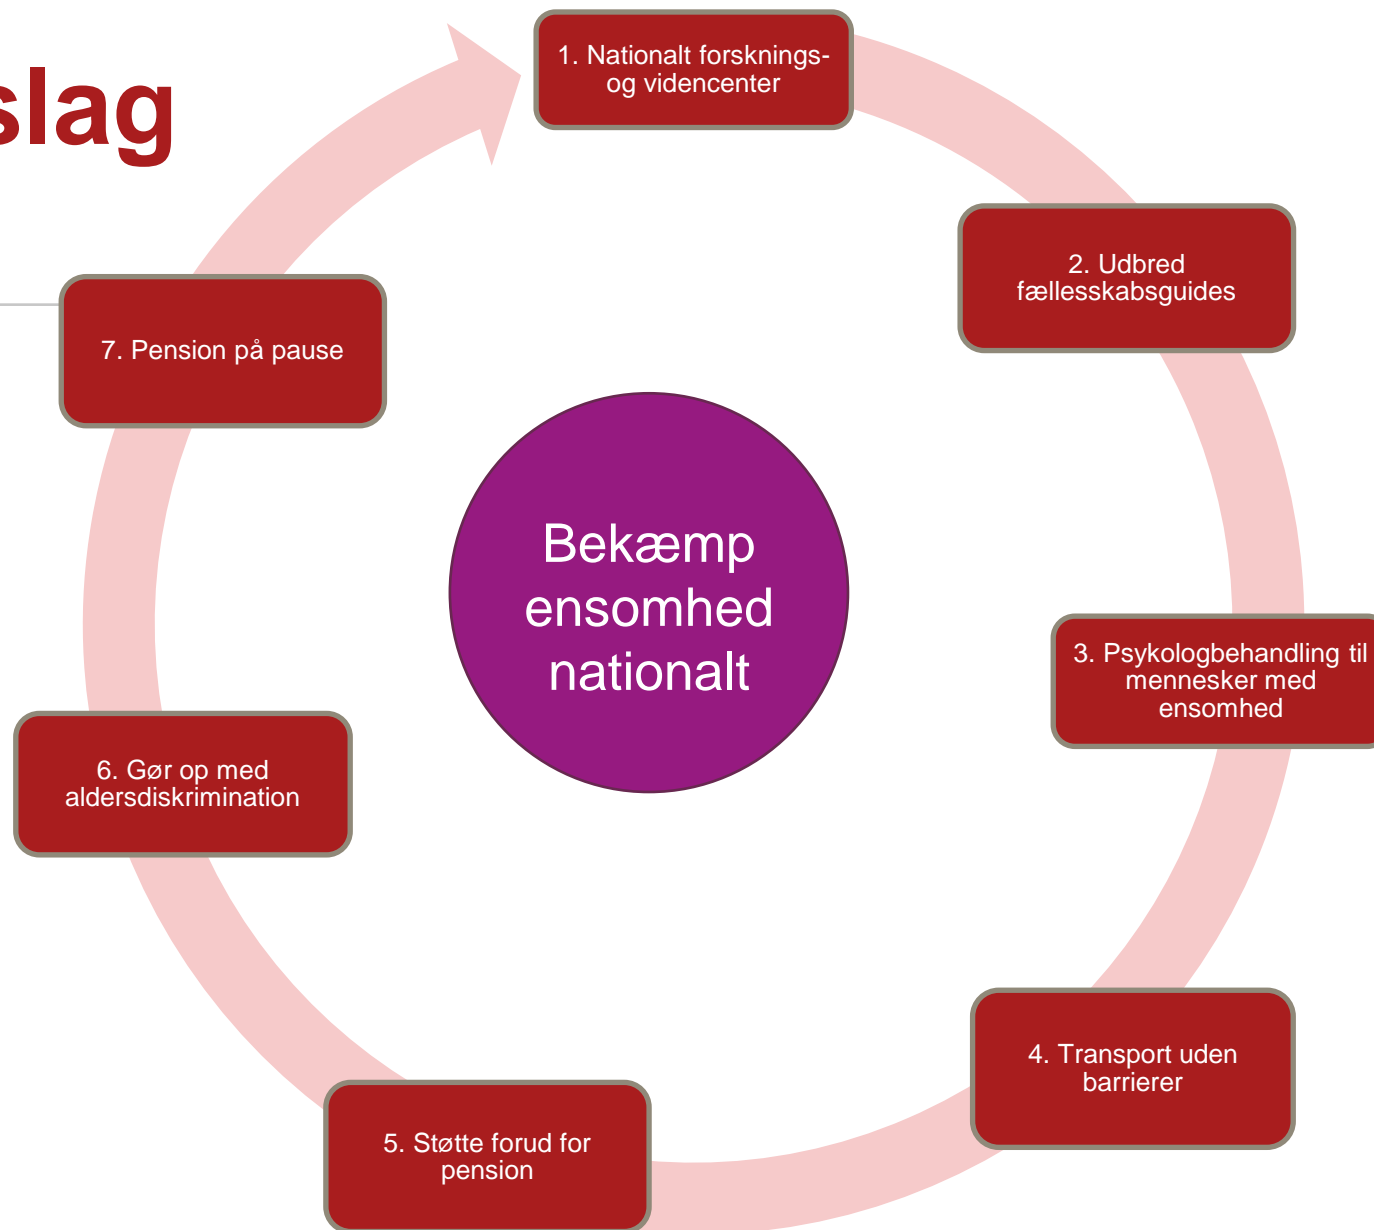 slag
1. Nationalt forsknings-
og videncenter
2. Udbred
fællesskabsguides
3. Psykologbehandling til
mennesker med
ensomhed
4. Transport uden
barrierer
5. Støtte forud for
pension
6. Gør op med
aldersdiskrimination
7. Pension på pause
Bekæmp
ensomhed
nationalt